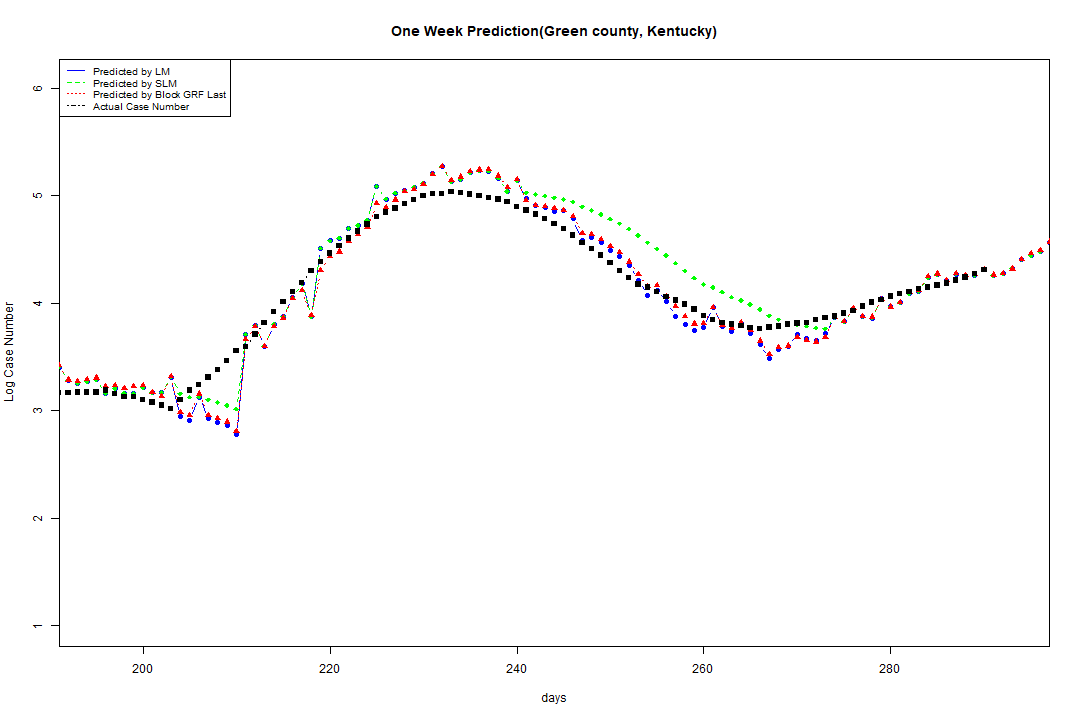 One Week Prediction(Green county, Kentucky)
Predicted by LM
Predicted by SLM
Predicted by Block GRF Last
Actual Case Number
6
5
4
3
2
1
Log Case Number
200 220 240 260 280
days